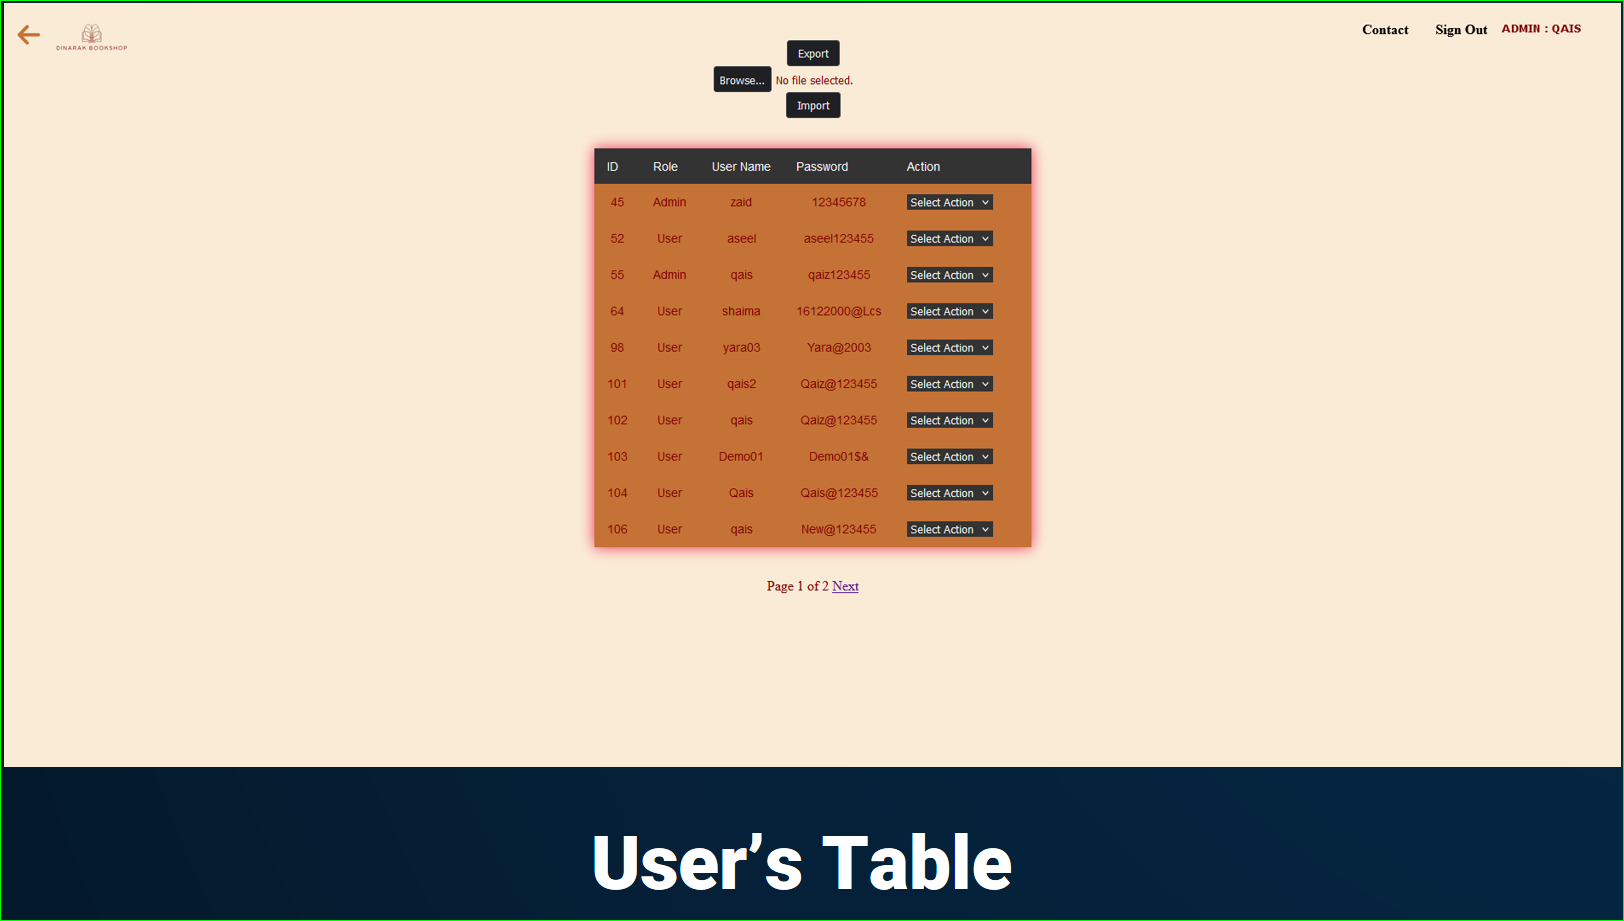 DINARAK BOOKSHOP
Contact Sign Out ADMIN : QAIS
Export
Browse... No file selected.
Import
ID Role User Name Password Action
45 Admin zaid 12345678 Select Action
52 User aseel aseel123455 Select Action
55 Admin qais qaiz123455 Select Action
64 User shaima 16122000@Lcs Select Action
98 User yara03 Yara@2003 Select Action
101 User qais2 Qaiz@123455 Select Action
102 User qais Qaiz@123455 Select Action
103 User Demo01 Demo01$& Select Action
104 User Qais Qais@123455 Select Action
106 User qais New@123455 Select Action
Page 1 of 2 Next
User’s Table